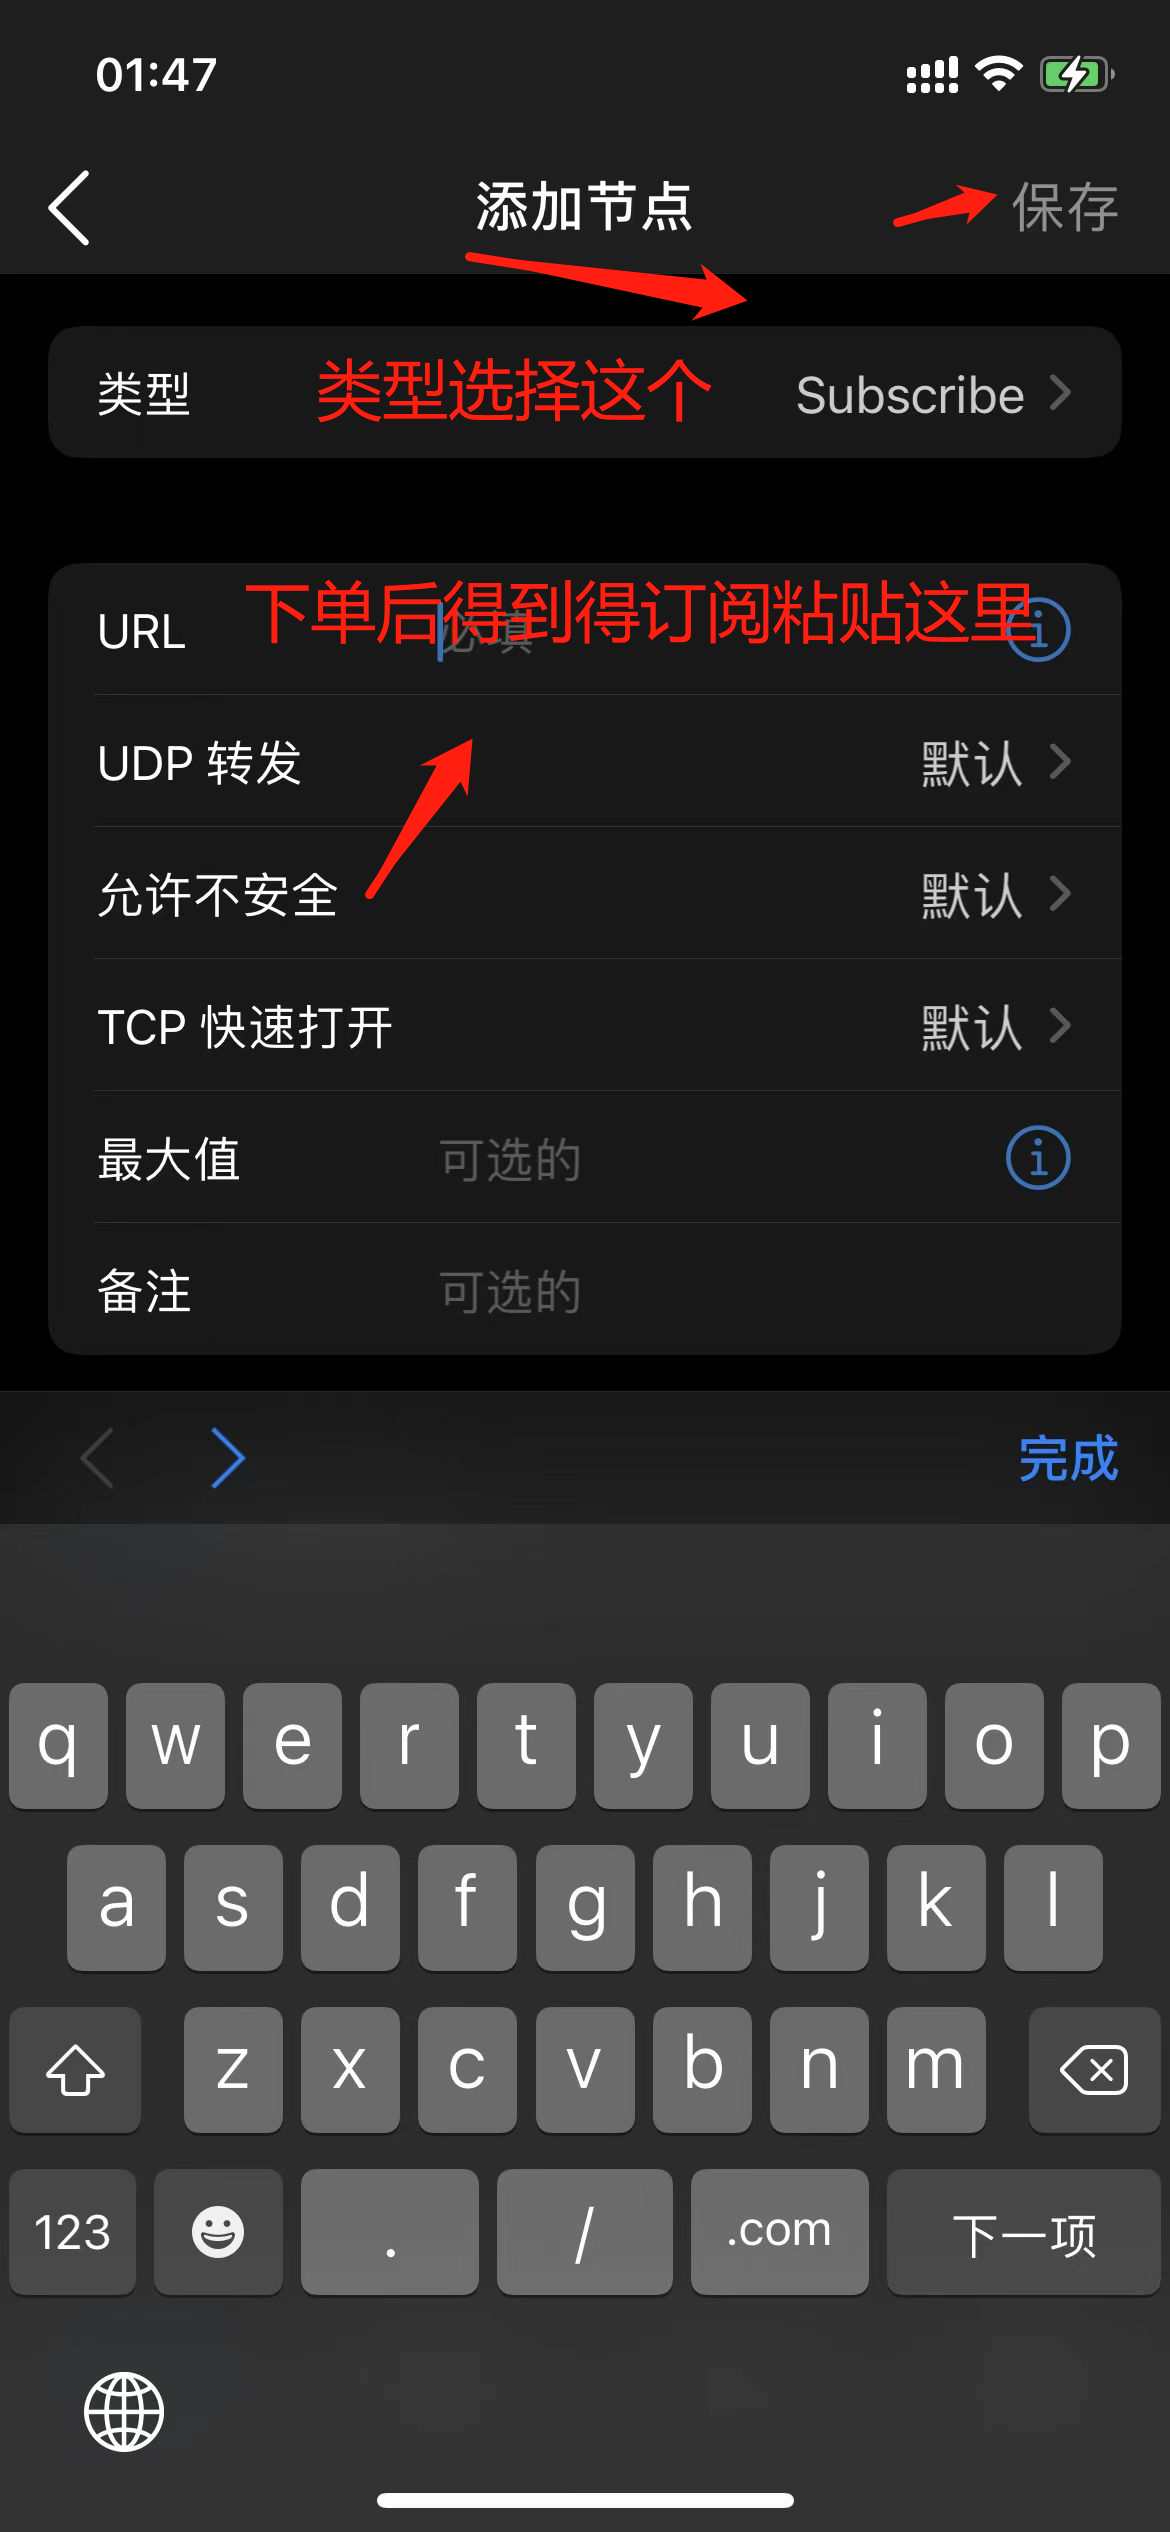 01:47
添加节点
保存
类型
类型选择这个
Subscribe
URL
必填
下单后得到得订阅粘贴这里
UDP 转发
默认
允许不安全
默认
TCP 快速打开
默认
最大值
可选的
备注
可选的
完成
q w e r t y u i o p
a s d f g h j k l
z x c v b n m
123 . / .com 下一项